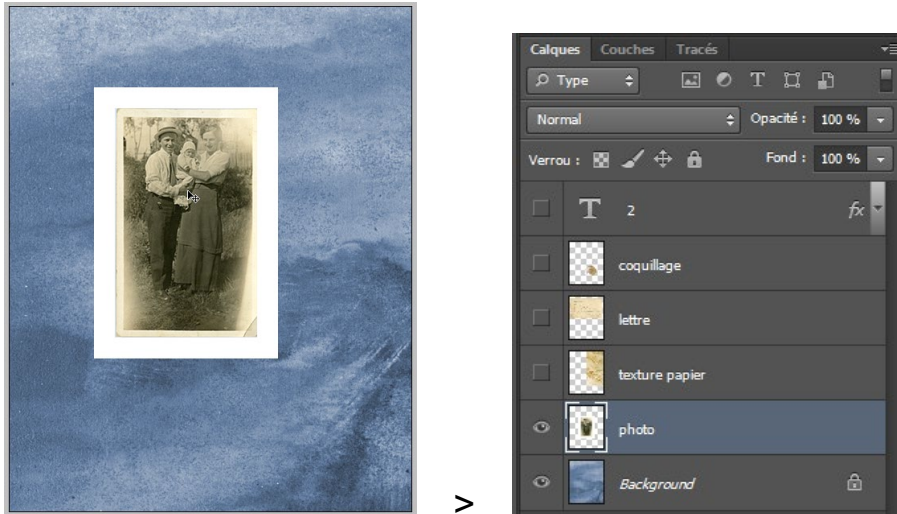 >
Calques Couches Tracés
Type T
Normal Opacité : 100 %
Verrou : Fond : 100 %
T 2 fx
coquillage
lettre
texture papier
photo
Background